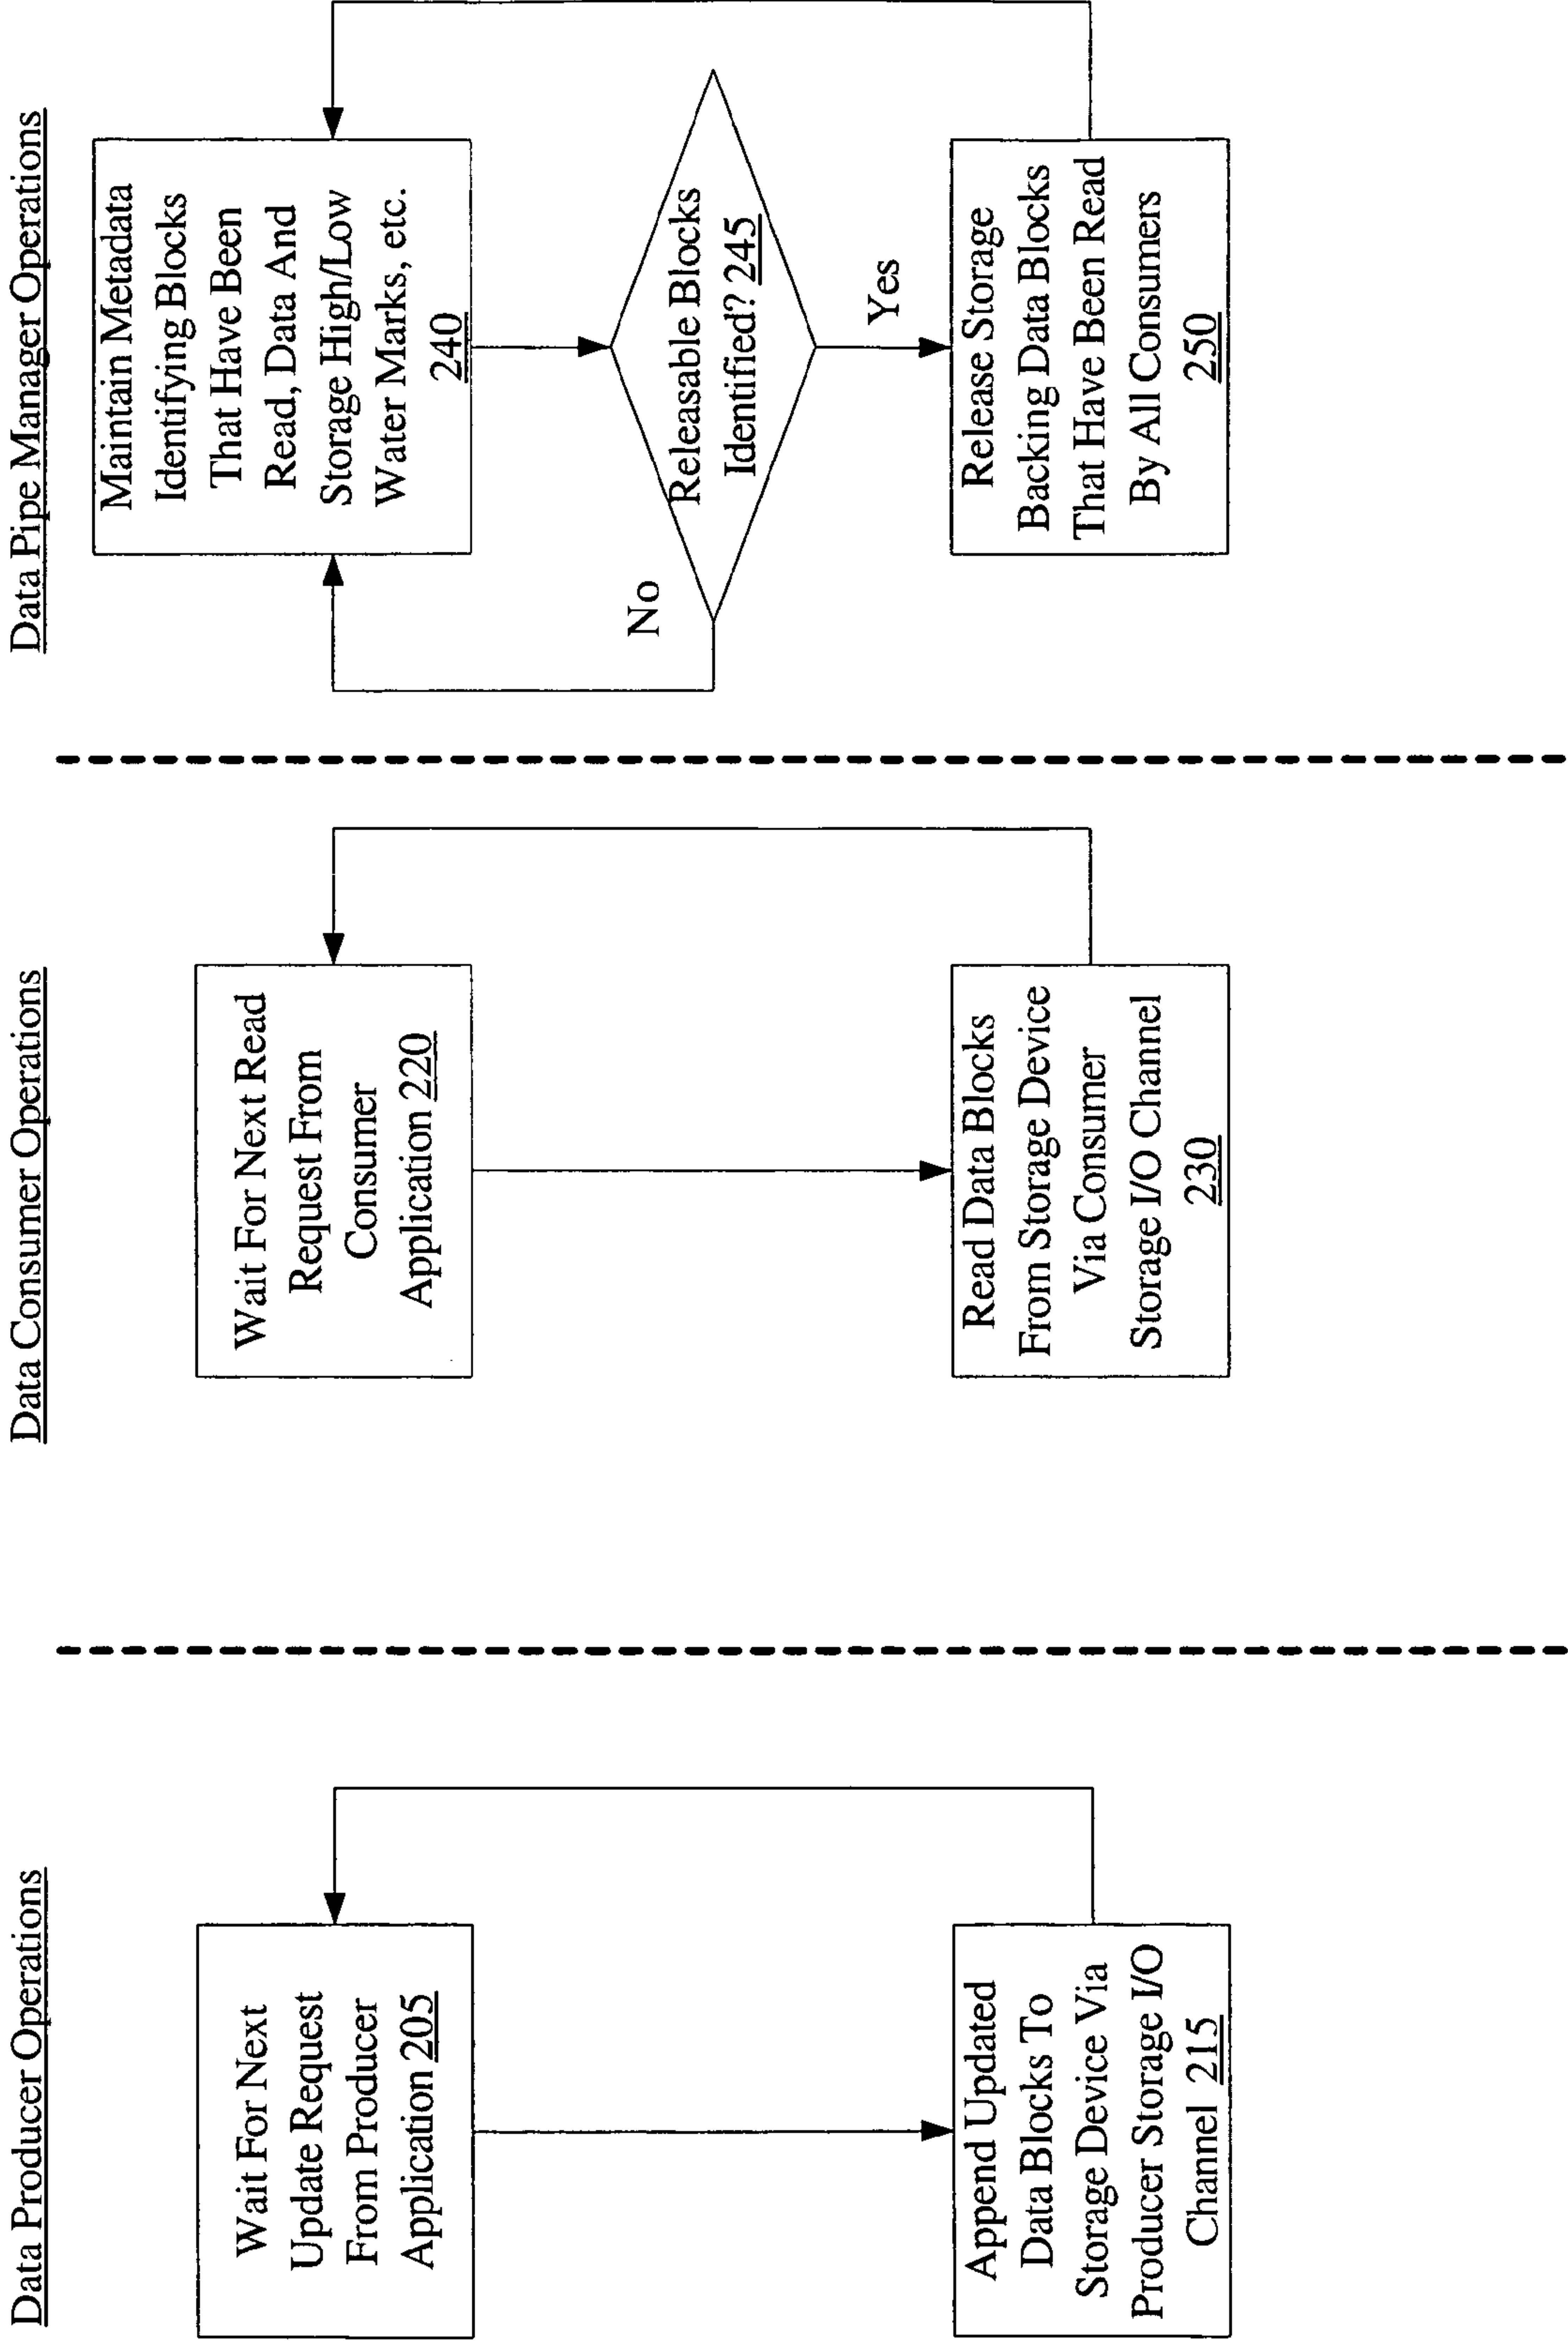 Data Producer Operations
Wait For Next
Update Request
From Producer
Application 205
Append Updated
Data Blocks To
Storage Device Via
Producer Storage I/O
Channel 215
Data Consumer Operations
Wait For Next Read
Request From
Consumer
Application 220
Read Data Blocks
From Storage Device
Via Consumer
Storage I/O Channel
230
Data Pipe Manager Operations
Maintain Metadata
Identifying Blocks
That Have Been
Read, Data And
Storage High/Low
Water Marks, etc.
240
Releasable Blocks
Identified? 245
No
Yes
Release Storage
Backing Data Blocks
That Have Been Read
By All Consumers
250